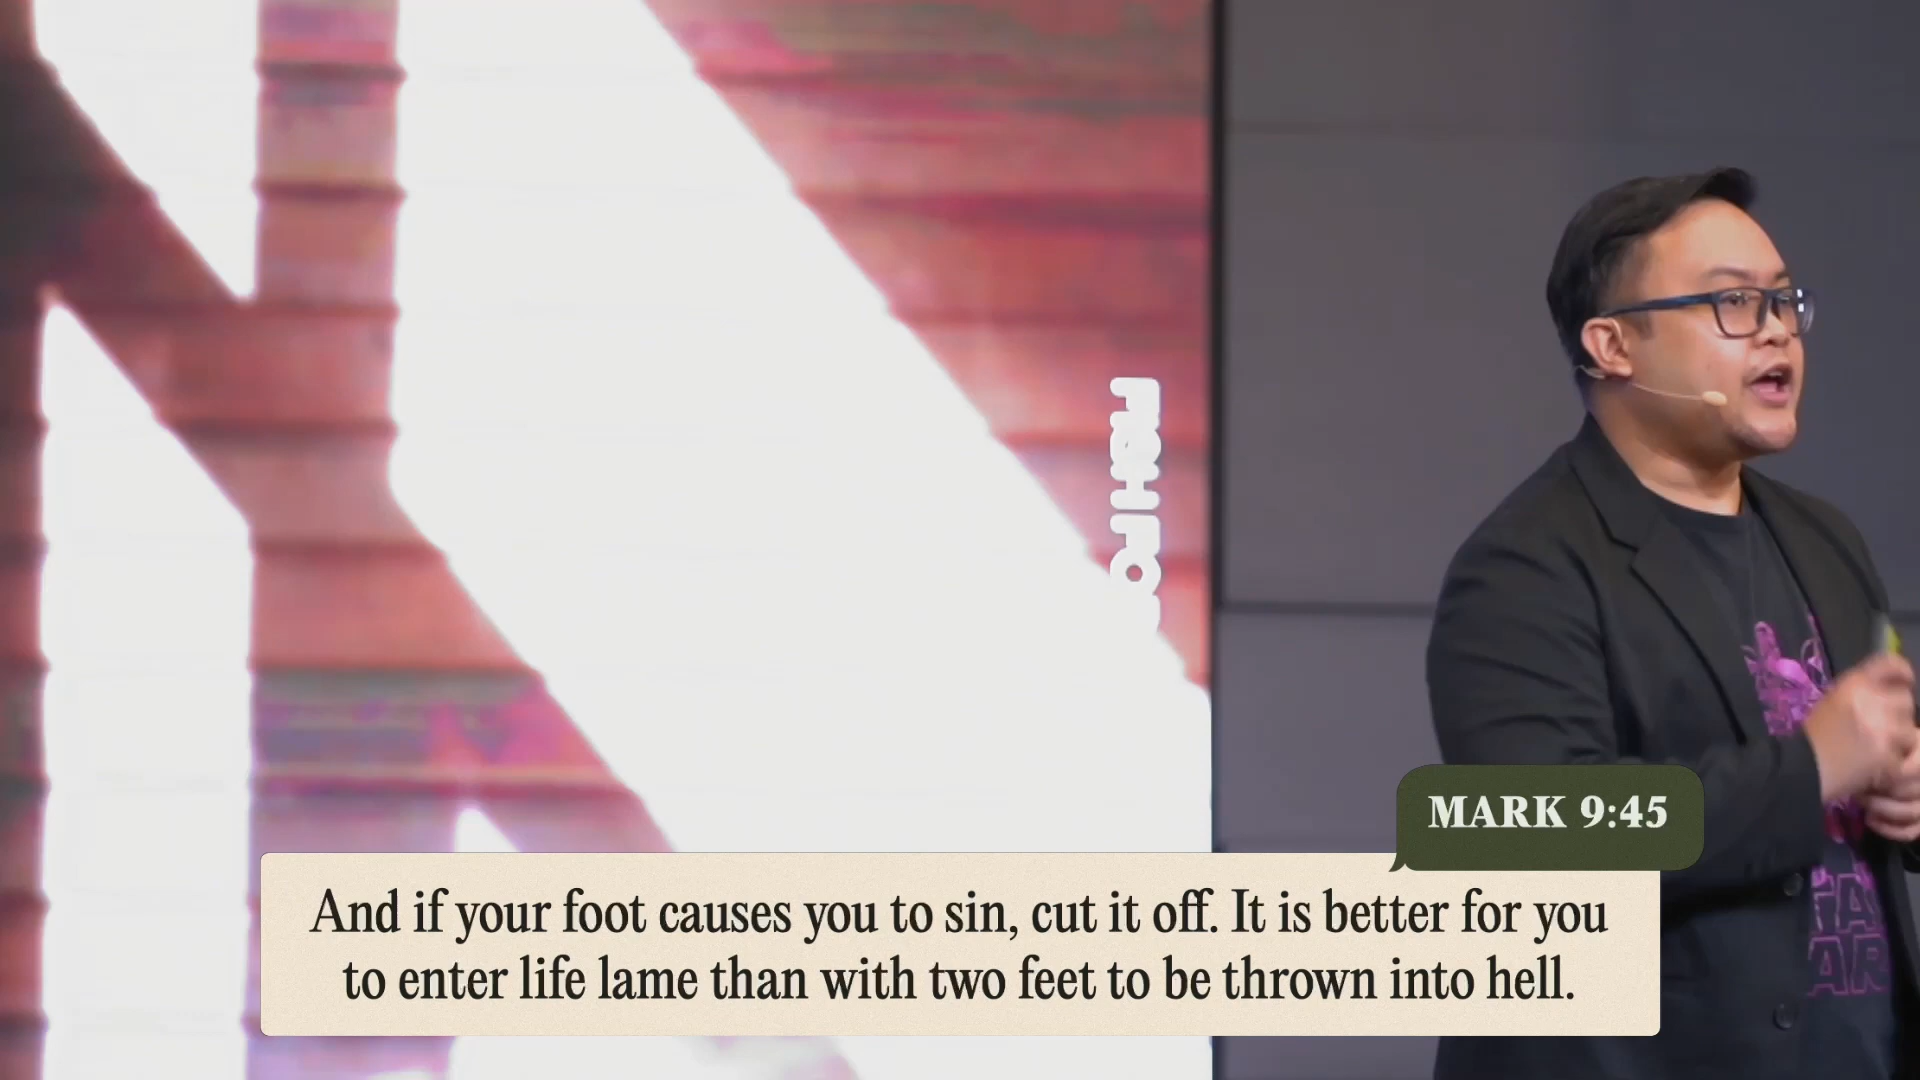 MARK 9:45
And if your foot causes you to sin, cut it off. It is better for you
to enter life lame than with two feet to be thrown into hell.